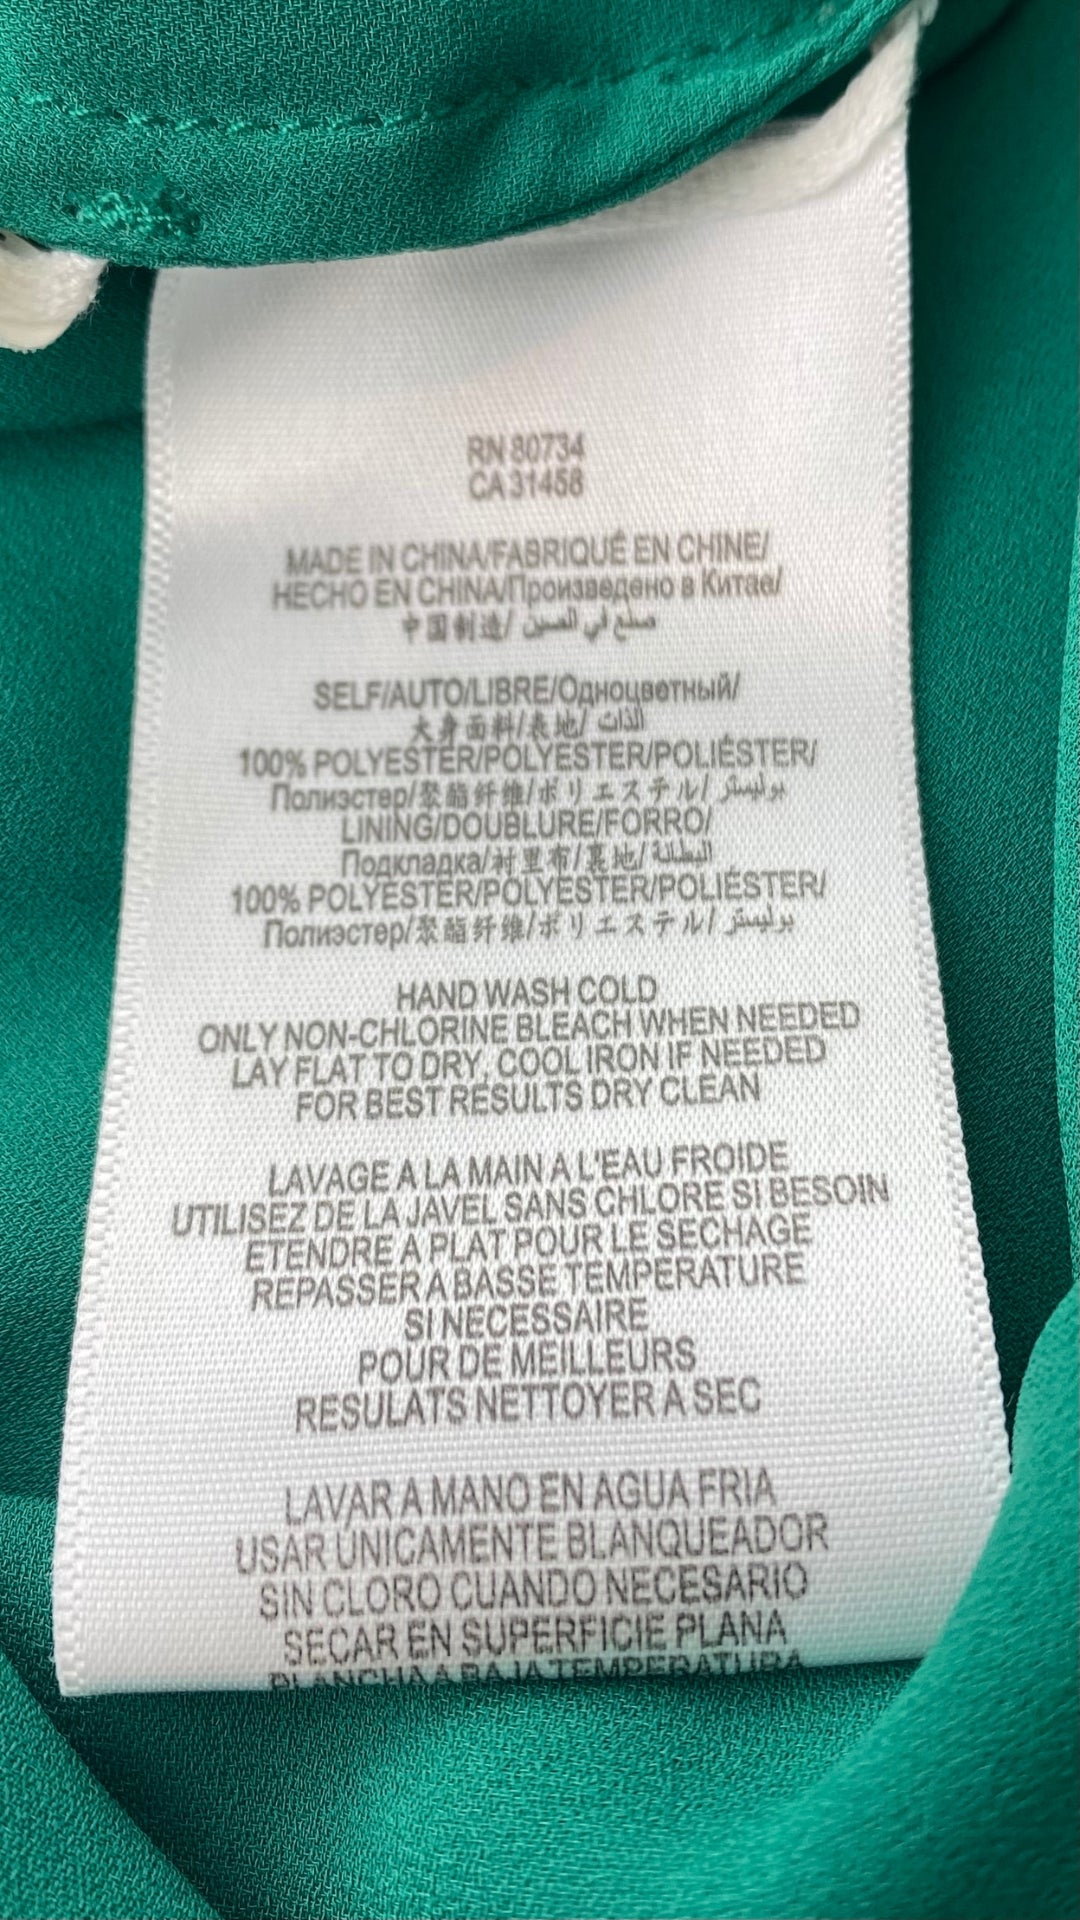 RN 80734
CA 31458
MADE IN CHINA/FABRIQUÉ EN CHINE/
HECHO EN CHINA/Произведено в Китае/
中国制造/ صنع في الصين
SELF/AUTO/LIBRE/Одноцветный/
大身面料/表地/ الذات
100% POLYESTER/POLYESTER/POLIÉSTER/
Полиэстер/聚酯纤维/ポリエステル/ بوليستر
LINING/DOUBLURE/FORRO/
Подкладка/衬里布/裏地/ البطانة
100% POLYESTER/POLYESTER/POLIÉSTER/
Полиэстер/聚酯纤维/ポリエステル/ بوليستر
HAND WASH COLD
ONLY NON-CHLORINE BLEACH WHEN NEEDED
LAY FLAT TO DRY, COOL IRON IF NEEDED
FOR BEST RESULTS DRY CLEAN
LAVAGE A LA MAIN A L'EAU FROIDE
UTILISEZ DE LA JAVEL SANS CHLORE SI BESOIN
ETENDRE A PLAT POUR LE SECHAGE
REPASSER A BASSE TEMPERATURE
SI NECESSAIRE
POUR DE MEILLEURS
RESULATS NETTOYER A SEC
LAVAR A MANO EN AGUA FRIA
USAR ÚNICAMENTE BLANQUEADOR
SIN CLORO CUANDO NECESARIO
SECAR EN SUPERFICIE PLANA
PLANCHA A BAJA TEMPERATURA